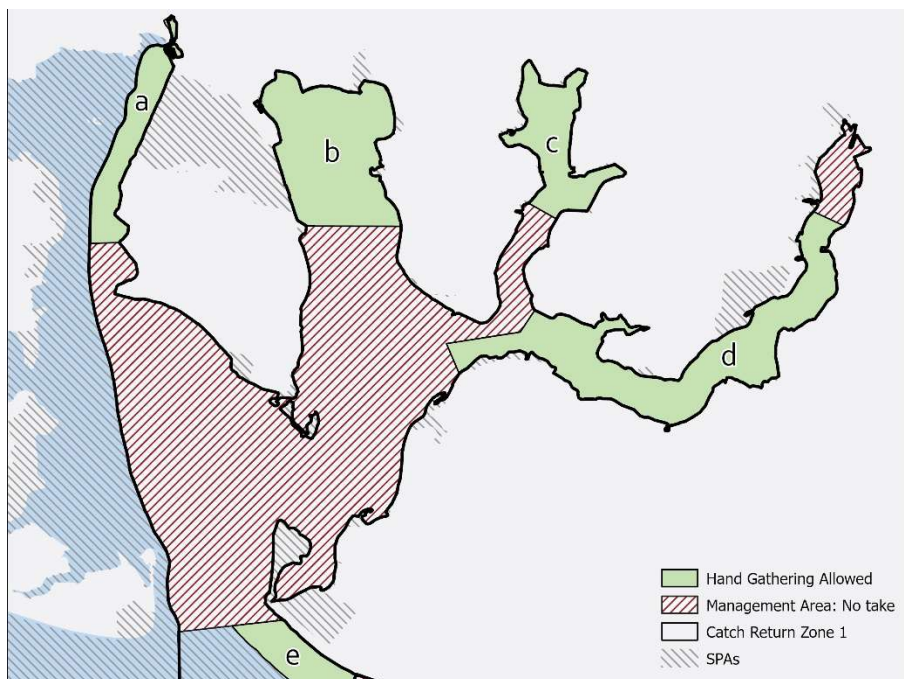 a
b
c
d
e
Hand Gathering Allowed
Management Area: No take
Catch Return Zone 1
SPAs